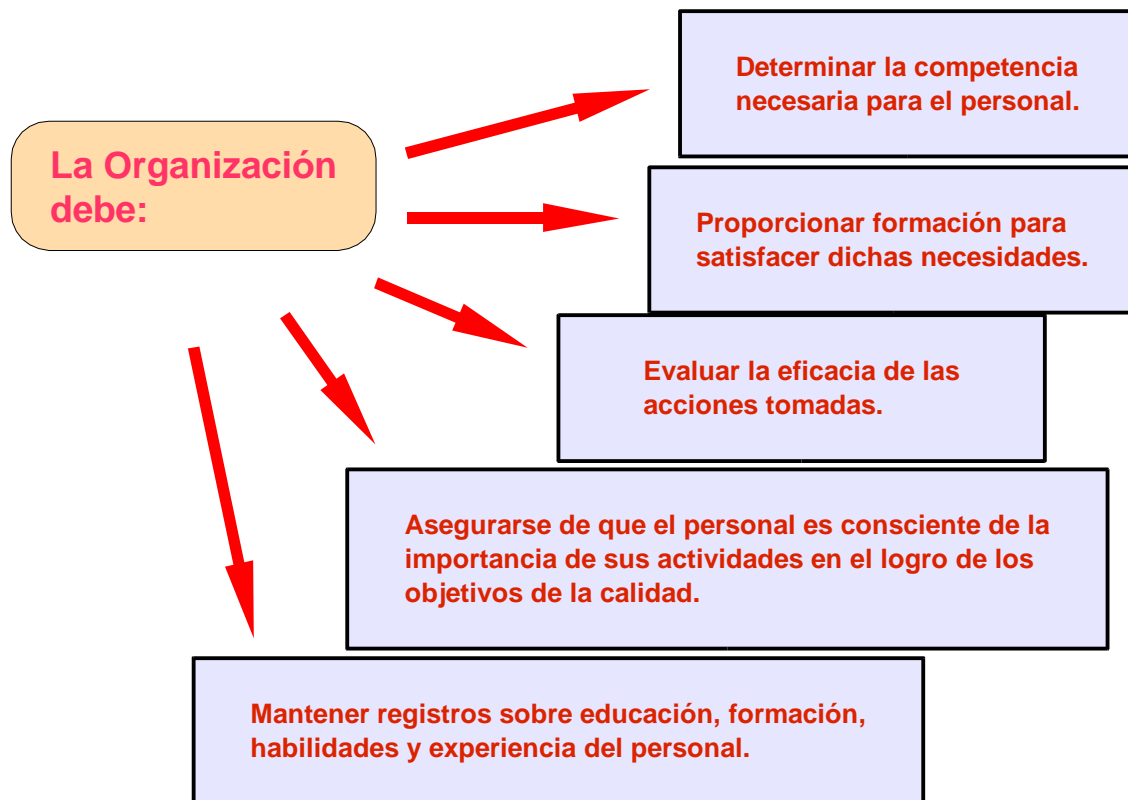 La Organización
debe:
Determinar la competencia
necesaria para el personal.
Proporcionar formación para
satisfacer dichas necesidades.
Evaluar la eficacia de las
acciones tomadas.
Asegurarse de que el personal es consciente de la
importancia de sus actividades en el logro de los
objetivos de la calidad.
Mantener registros sobre educación, formación,
habilidades y experiencia del personal.